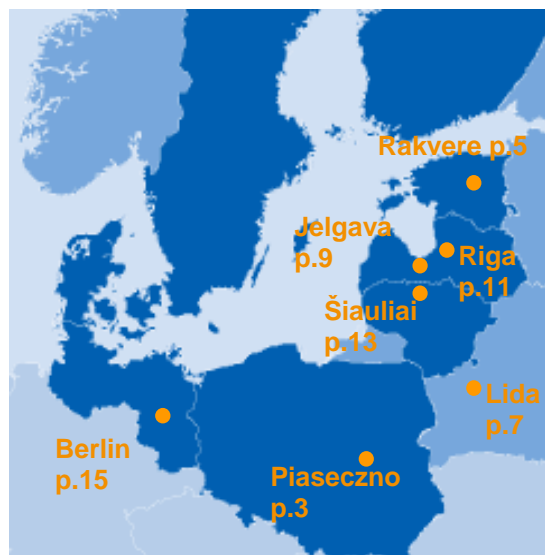 Rakvere p.5
Jelgava
p.9
Riga
p.11
Šiauliai
p.13
Lida
p.7
Berlin
p.15
Piaseczno
p.3